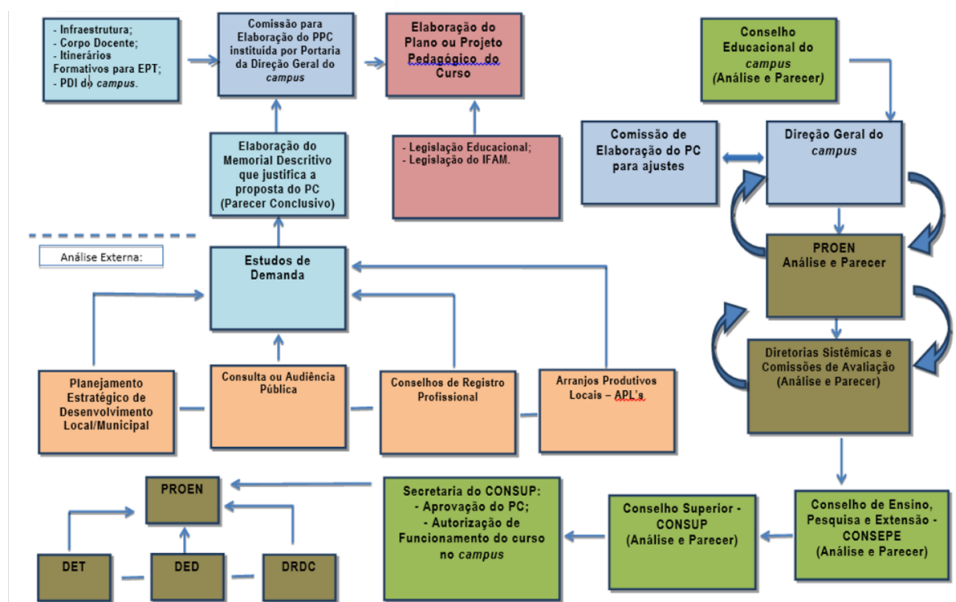 - Infraestrutura;
- Corpo Docente;
- Itinerários
Formativos para EPT;
- PDI do campus.
Comissão para
Elaboração do PPC
instituída por Portaria
da Direção Geral do
campus
Elaboração do
Plano ou Projeto
Pedagógico do
Curso
Conselho
Educacional do
campus
(Análise e Parecer)
Elaboração do
Memorial Descritivo
que justifica a
proposta do PC
(Parecer Conclusivo)
- Legislação Educacional;
- Legislação do IFAM.
Comissão de
Elaboração do PC
para ajustes
Direção Geral do
campus
Análise Externa:
Estudos de
Demanda
PROEN
Análise e Parecer
Diretorias Sistêmicas e
Comissões de Avaliação
(Análise e Parecer)
Planejamento
Estratégico de
Desenvolvimento
Local/Municipal
Consulta ou Audiência
Pública
Conselhos de Registro
Profissional
Arranjos Produtivos
Locais – APL's
PROEN
Secretaria do CONSUP:
- Aprovação do PC;
- Autorização de
Funcionamento do curso
no campus
Conselho Superior -
CONSUP
(Análise e Parecer)
Conselho de Ensino,
Pesquisa e Extensão -
CONSEPE
(Análise e Parecer)
DET
DED
DRDC